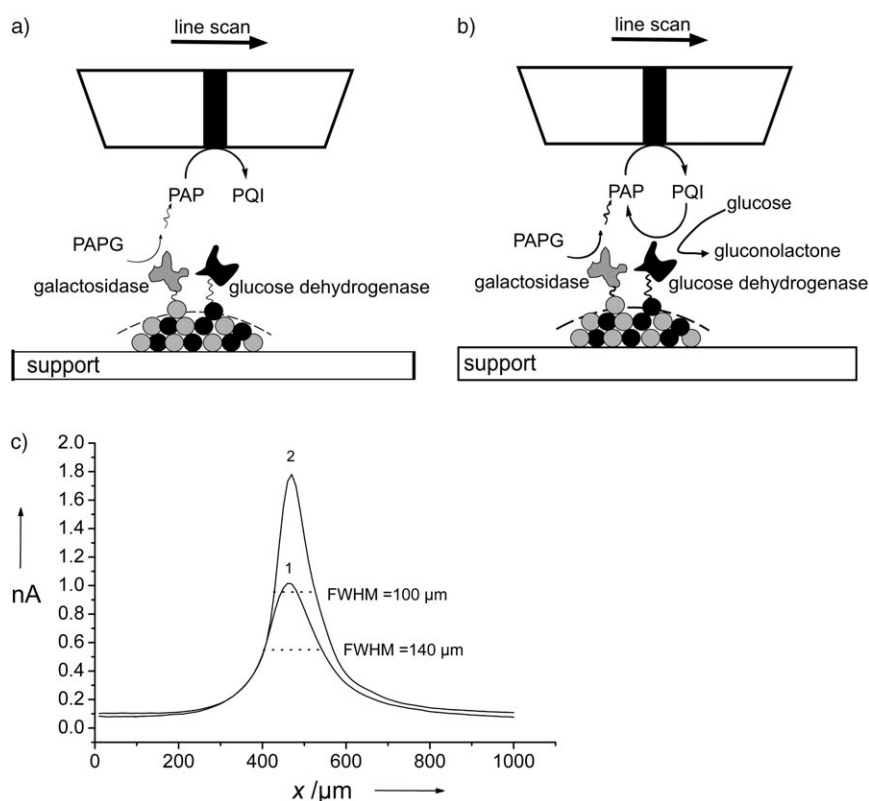 a)
line scan
PAP PQI
PAPG
galactosidase
glucose dehydrogenase
support
b)
line scan
PAP PQI
glucose
PAPG
gluconolactone
galactosidase
glucose dehydrogenase
support
c)
2.0
1.8
1.6
1.4
1.2
1.0
0.8
0.6
0.4
0.2
0.0
nA
2
1
FWHM =100 µm
FWHM =140 µm
0 200 400 600 800 1000
x /µm